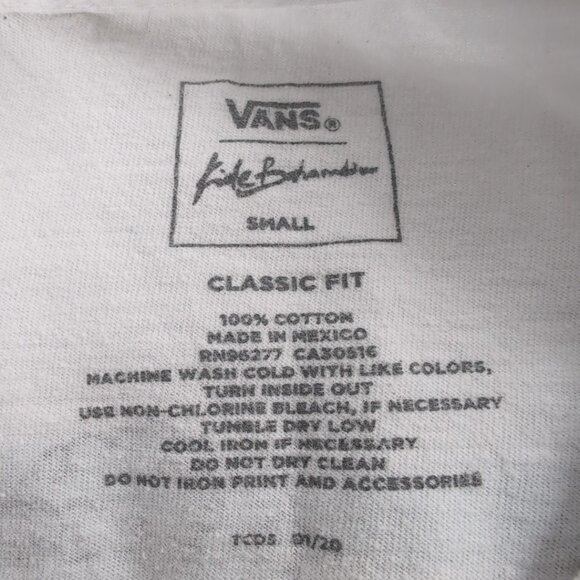 VANS®
Kide Bahamudin
SMALL
CLASSIC FIT
100% COTTON
MADE IN MEXICO
RN96277 CA30516
MACHINE WASH COLD WITH LIKE COLORS,
TURN INSIDE OUT
USE NON-CHLORINE BLEACH, IF NECESSARY
TUMBLE DRY LOW
COOL IRON IF NECESSARY
DO NOT DRY CLEAN
DO NOT IRON PRINT AND ACCESSORIES
TCDS 01/20